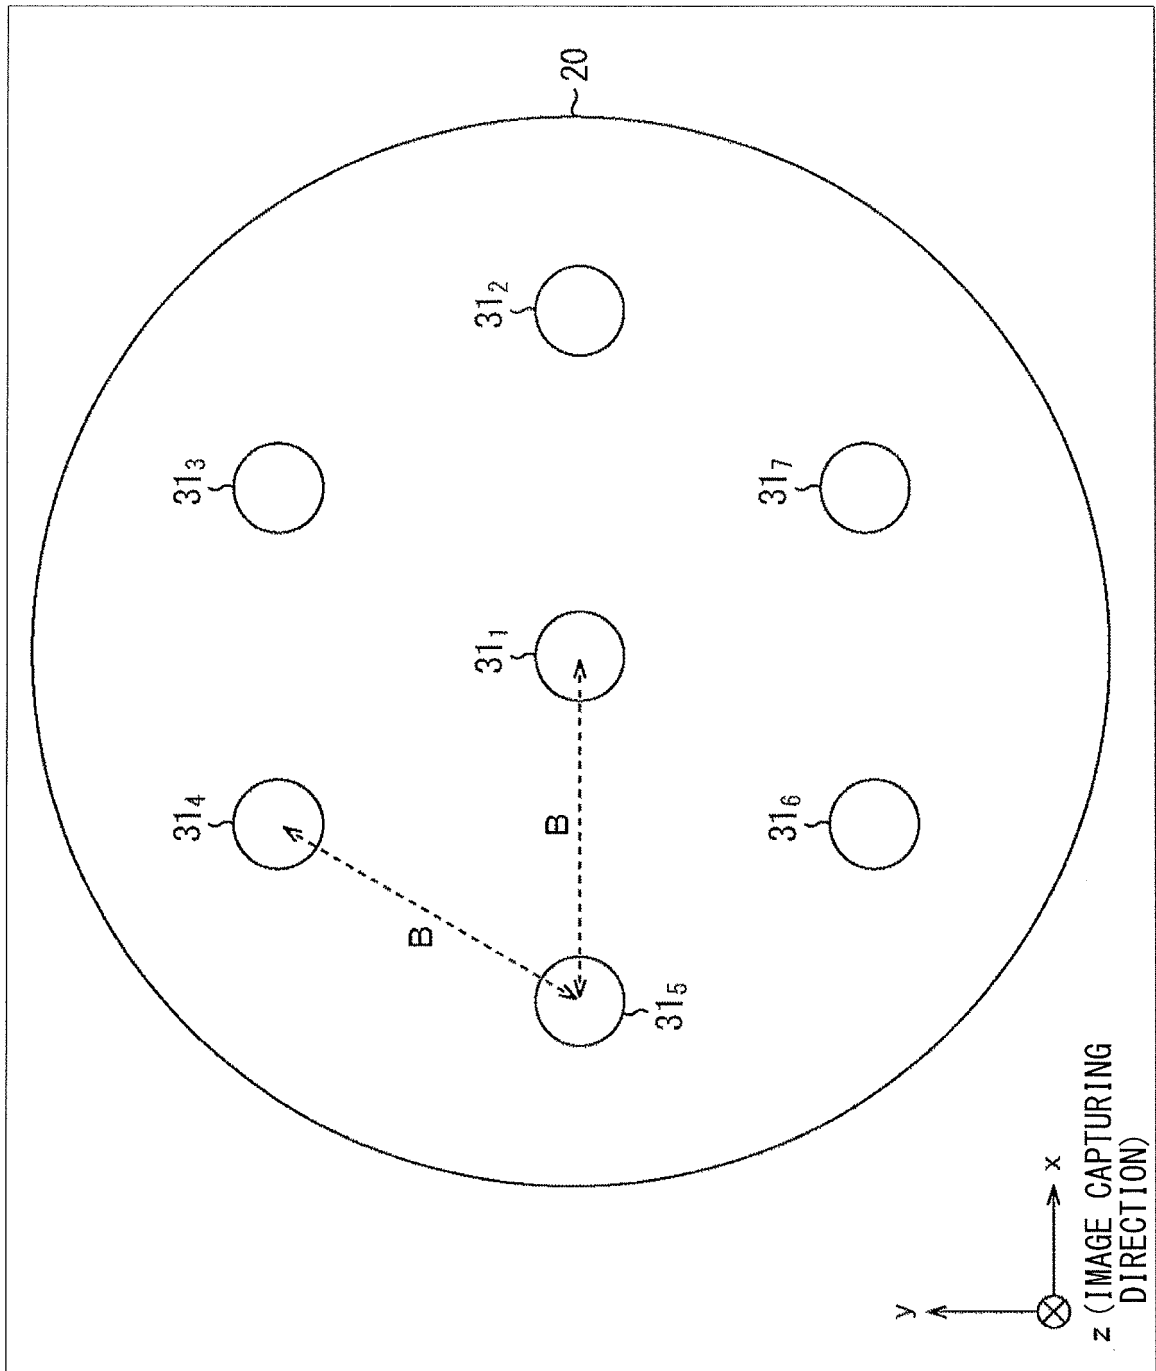 31₄
31₃
B
31₁
31₂
B
20
31₅
31₆
31₇
y
x
z (IMAGE CAPTURING
DIRECTION)